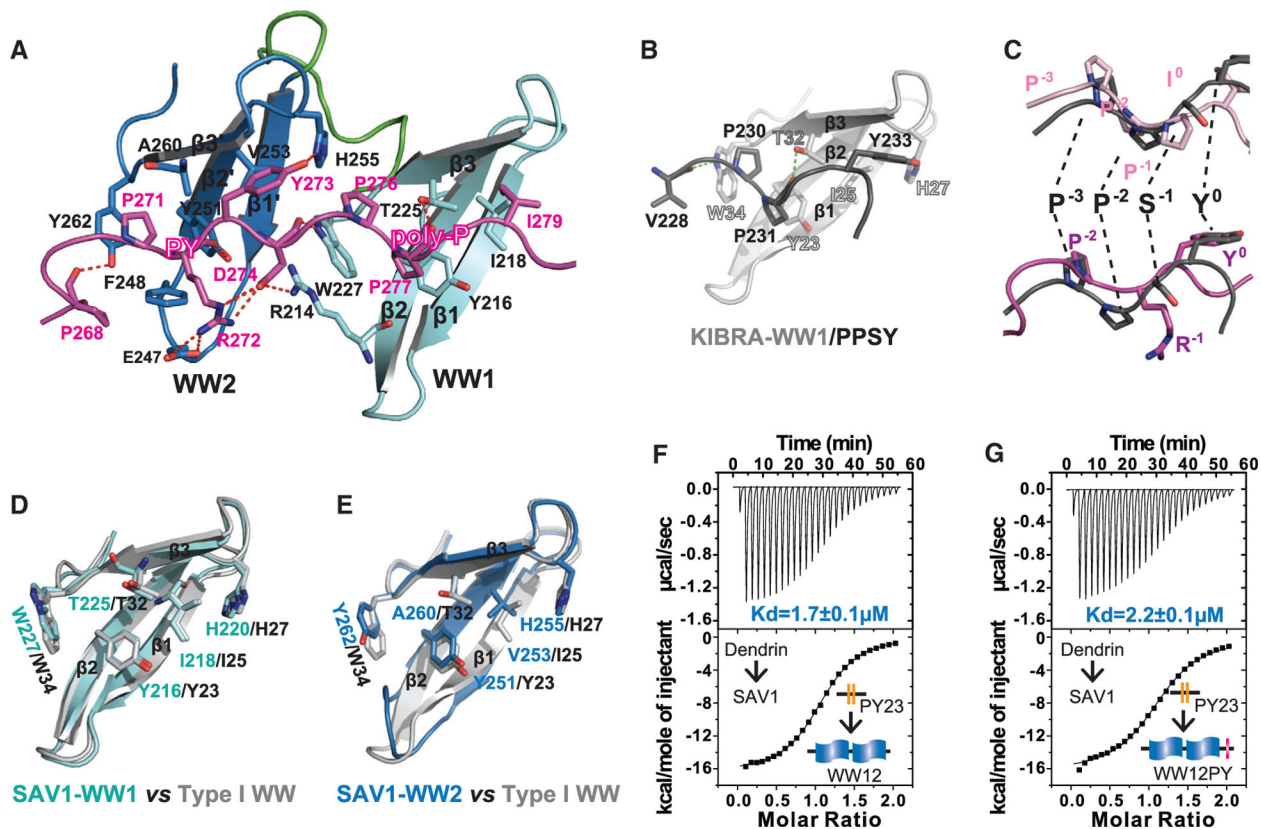 A
A260
β3'
V253
H255
P271
β2'
Y273
P276
β3
Y262
Y251
β1'
T225
PY
poly-P
I279
F248
D274
I218
P268
W227
P277
R214
Y216
R272
β2
β1
E247
WW2
WW1
B
P230
T32
β3
Y233
β2
V228
W34
I25
H27
β1
P231
Y23
KIBRA-WW1/PPSY
C
P-3
I0
P-2
P-1
P-3 P-2 S-1 Y0
P-2
Y0
R-1
D
β3
T225/T32
W227/W34
H220/H27
β1
β2
I218/I25
Y216/Y23
SAV1-WW1 vs Type I WW
E
β3
A260/T32
Y262/W34
H255/H27
β1
V253/I25
β2
Y251/Y23
SAV1-WW2 vs Type I WW
F
Time (min)
0 10 20 30 40 50 60
0.0
-0.4
-0.8
-1.2
µcal/sec
Kd=1.7±0.1µM
0
-4
-8
-12
-16
kcal/mole of injectant
Dendrin
SAV1
PY23
WW12
0.0 0.5 1.0 1.5 2.0
Molar Ratio
G
Time (min)
0 10 20 30 40 50 60
0.0
-0.4
-0.8
-1.2
µcal/sec
Kd=2.2±0.1µM
0
-4
-8
-12
-16
kcal/mole of injectant
Dendrin
SAV1
PY23
WW12PY
0.0 0.5 1.0 1.5 2.0
Molar Ratio